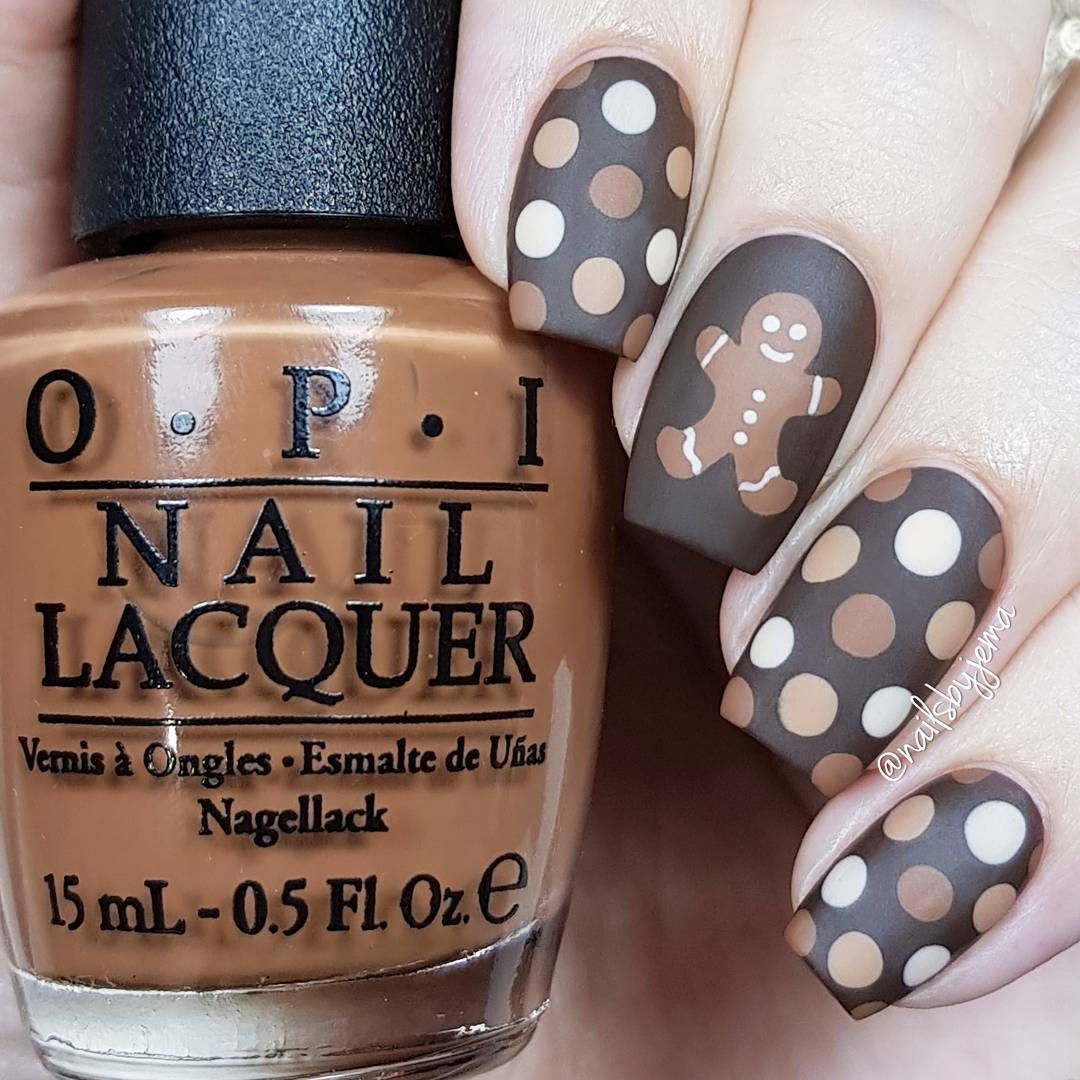 O · P · I
NAIL
LACQUER
Vernis à Ongles · Esmalte de Uñas
Nagellack
15 mL - 0.5 Fl. Oz. e
@nailsbyjema